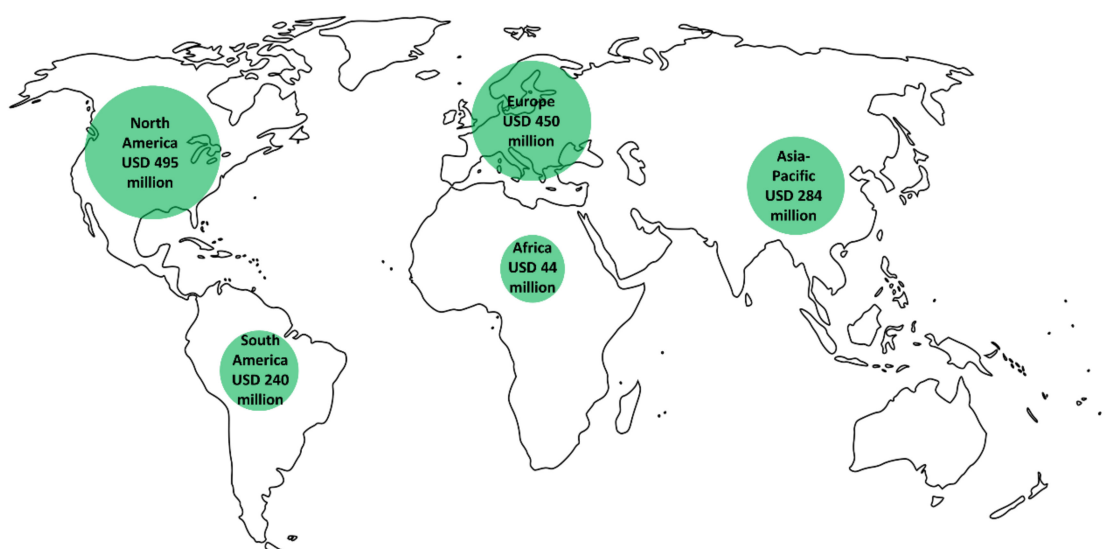 North
America
USD 495
million
Europe
USD 450
million
Asia-
Pacific
USD 284
million
Africa
USD 44
million
South
America
USD 240
million